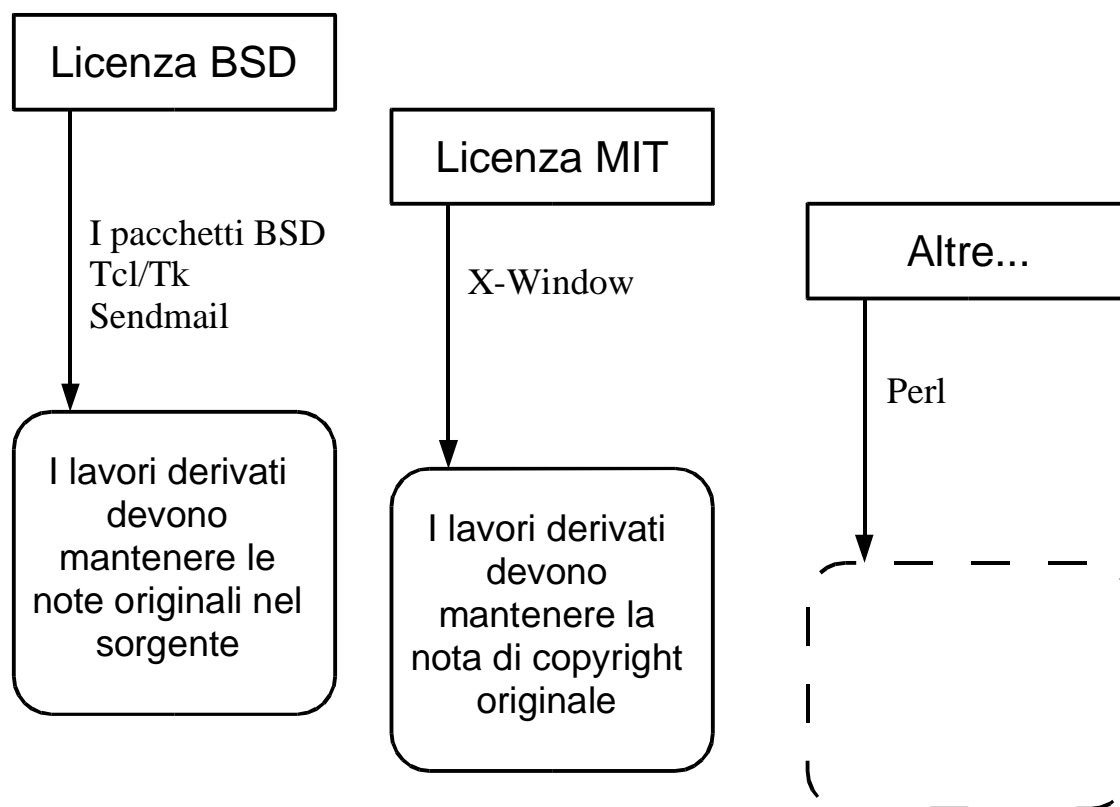 Licenza BSD
I pacchetti BSD
Tcl/Tk
Sendmail
I lavori derivati
devono
mantenere le
note originali nel
sorgente
Licenza MIT
X-Window
I lavori derivati
devono
mantenere la
nota di copyright
originale
Altre...
Perl